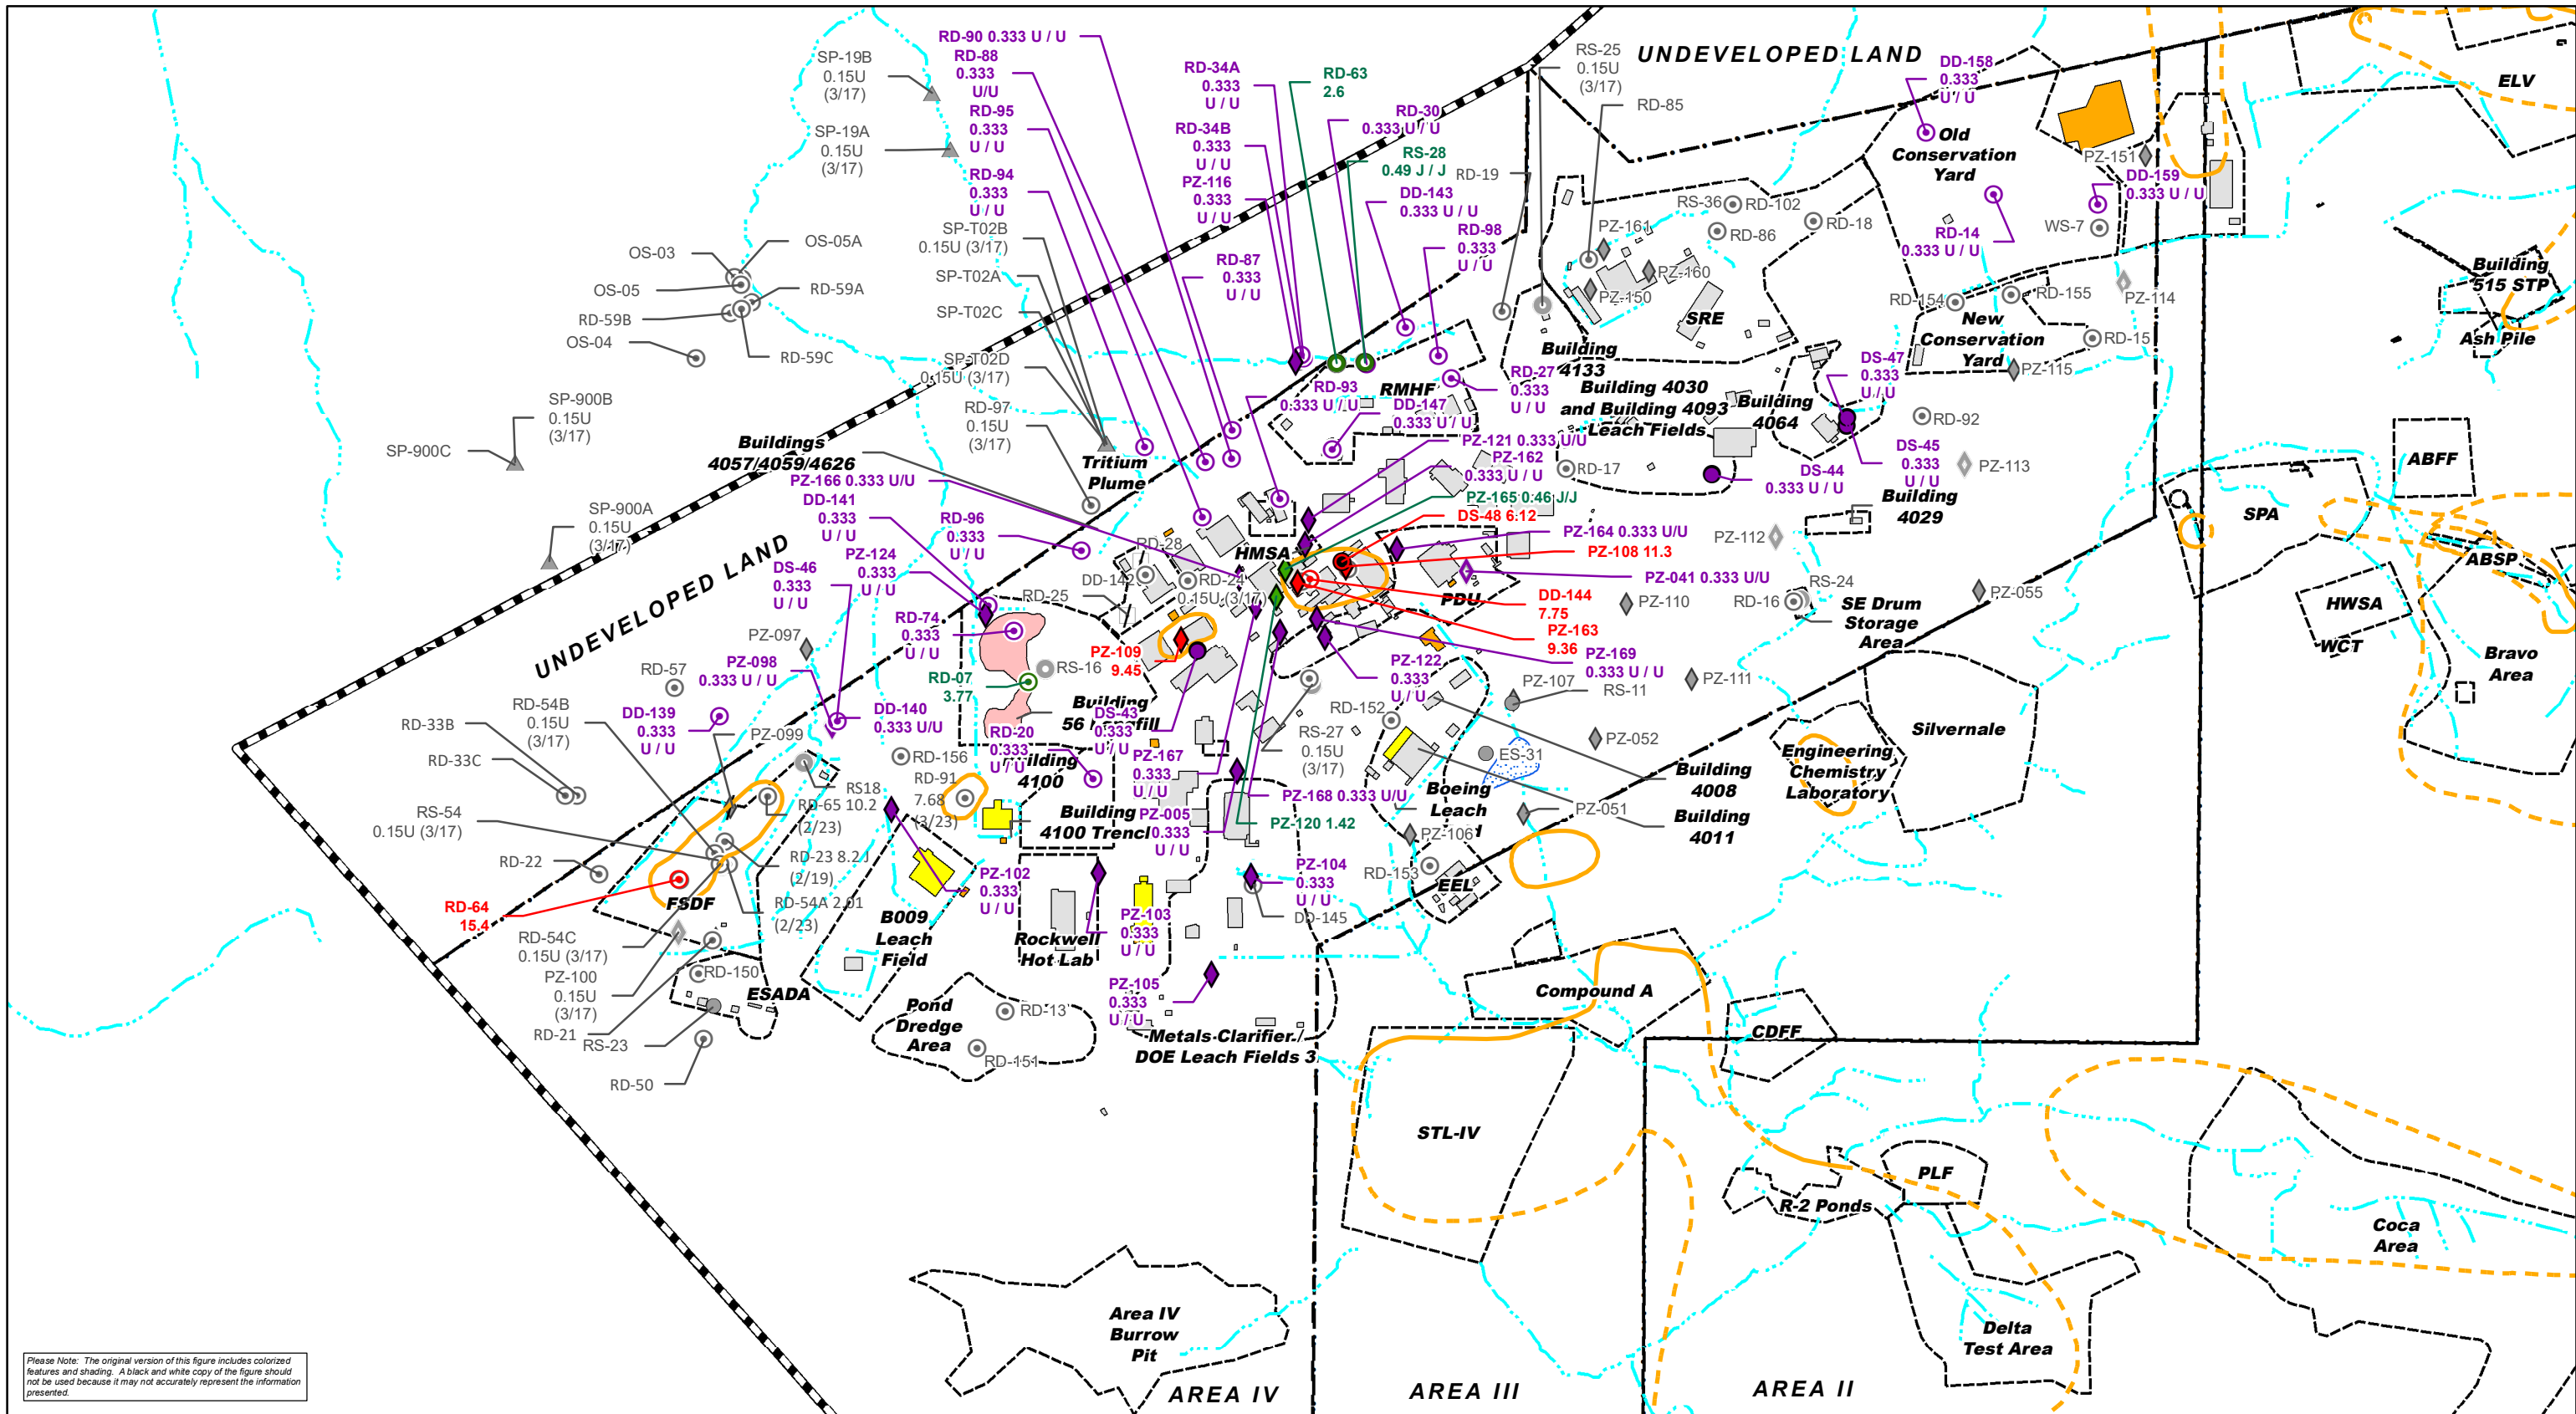 UNDEVELOPED LAND
RD-90 0.333 U / U
RD-88
0.333
U/U
RD-95
0.333
U / U
RD-94
0.333
U / U
SP-19B
0.15U
(3/17)
SP-19A
0.15U
(3/17)
SP-T02B
0.15U (3/17)
SP-T02A
SP-T02C
SP-T02D
0.15U (3/17)
RD-97
0.15U
(3/17)
RD-34A
0.333
U / U
RD-34B
0.333
U / U
PZ-116
0.333
U / U
RD-87
0.333
U / U
RD-63
2.6
RD-30
0.333 U / U
RS-28
0.49 J / J
DD-143
0.333 U / U
RD-98
0.333
U / U
RD-19
RS-25
0.15U
(3/17)
RD-85
DD-158
0.333
U / U
Old
Conservation
Yard
PZ-151
DD-159
0.333 U / U
WS-7
RD-14
0.333 U / U
ELV
RS-36
RD-102
RD-86
RD-18
PZ-161
PZ-160
PZ-150
SRE
RD-154
RD-155
New
Conservation
Yard
RD-15
PZ-114
PZ-115
Building
515 STP
Ash Pile
OS-03
OS-05A
OS-05
RD-59A
RD-59B
OS-04
RD-59C
SP-900B
0.15U
(3/17)
SP-900C
SP-900A
0.15U
(3/17)
Buildings
4057/4059/4626
Tritium
Plume
RMHF
RD-93
0.333 U / U
DD-147
0.333 U / U
RD-27
0.333
U / U
Building
4133
Building 4030
and Building 4093
Leach Fields
Building
4064
DS-47
0.333
U / U
RD-92
DS-45
0.333
U / U
DS-44
0.333 U / U
PZ-113
Building
4029
RD-17
PZ-112
PZ-121 0.333 U/U
PZ-162
0.333 U / U
PZ-165 0.46 J/J
DS-48 6.12
PZ-164 0.333 U/U
PZ-108 11.3
PZ-041 0.333 U/U
DD-144
7.75
PZ-163
9.36
PZ-169
0.333 U / U
PZ-122
0.333
U / U
PZ-166 0.333 U/U
DD-141
0.333
U / U
RD-96
0.333
U / U
PZ-124
0.333
U / U
DS-46
0.333
U / U
RD-28
HMSA
DD-142
RD-24
0.15U (3/17)
RD-25
PDU
PZ-110
RS-24
RD-16
SE Drum
Storage
Area
PZ-055
ABFF
SPA
ABSP
HWSA
WCT
Bravo
Area
UNDEVELOPED LAND
PZ-097
PZ-098
0.333 U / U
RD-57
DD-139
0.333
U / U
DD-140
0.333 U/U
RD-74
0.333
U / U
RD-07
3.77
RS-16
PZ-109
9.45
Building
56 Landfill
DS-43
0.333
U / U
RD-20
0.333
U / U
Building
4100
PZ-167
0.333
U / U
RS-27
0.15U
(3/17)
RD-152
PZ-107
RS-11
PZ-111
PZ-052
ES-31
Boeing
Leach
Building
4008
Building
4011
PZ-051
PZ-106
RD-153
EEL
Engineering
Chemistry
Laboratory
Silvernale
RD-54B
0.15U
(3/17)
RD-33B
RD-33C
RS-54
0.15U (3/17)
RD-22
RD-64
15.4
PZ-099
RS18
RD-65 10.2
(2/23)
RD-156
RD-91
7.68
(3/23)
RD-23 8.2J
(2/19)
RD-54A 2.01
(2/23)
FSDF
RD-54C
0.15U (3/17)
PZ-100
0.15U
(3/17)
RD-21
RS-23
RD-50
RD-150
ESADA
B009
Leach
Field
PZ-102
0.333
U / U
Building
4100 Trench
PZ-005
0.333
U / U
PZ-168 0.333 U/U
PZ-120 1.42
PZ-104
0.333
U / U
DD-145
Rockwell
Hot Lab
PZ-103
0.333
U / U
PZ-105
0.333
U / U
Pond
Dredge
Area
RD-13
RD-151
Metals Clarifier/
DOE Leach Fields 3
Compound A
CDFF
STL-IV
PLF
R-2 Ponds
Coca
Area
Delta
Test Area
Area IV
Burrow
Pit
AREA IV
AREA III
AREA II
Please Note: The original version of this figure includes colorized
features and shading. A black and white copy of the figure should
not be used because it may not accurately represent the information
presented.